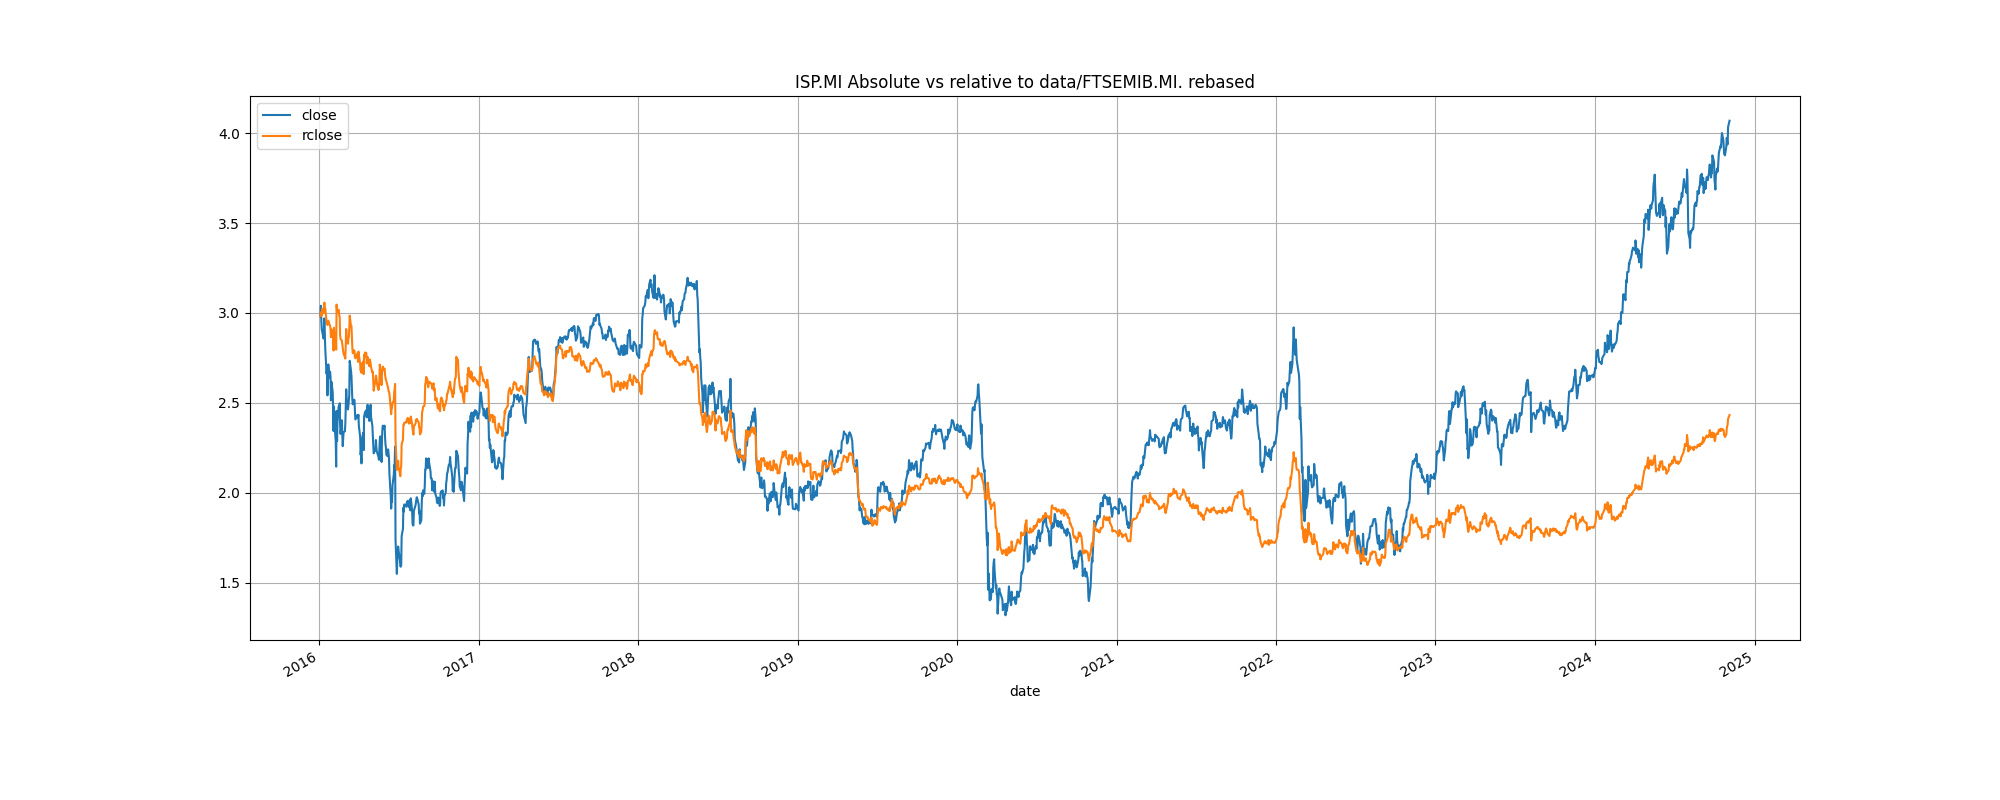 ISP.MI Absolute vs relative to data/FTSEMIB.MI. rebased
close
rclose
4.0
3.5
3.0
2.5
2.0
1.5
2016 2017 2018 2019 2020 2021 2022 2023 2024 2025
date